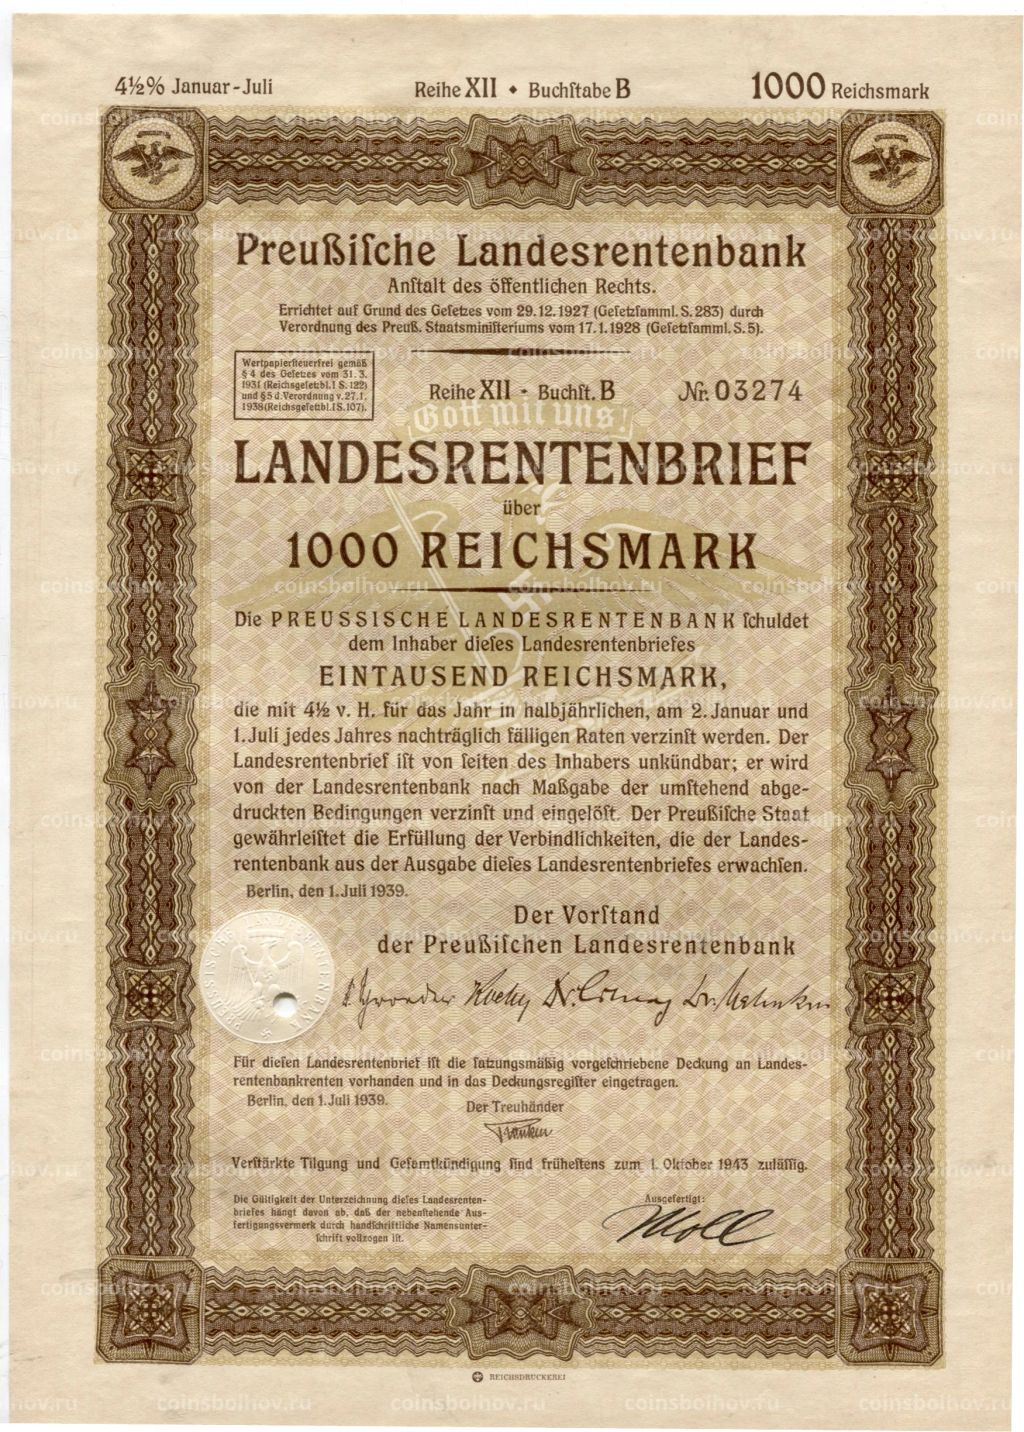 4½% Januar-Juli
Reihe XII • Buchſtabe B
1000 Reichsmark
Preußiſche Landesrentenbank
Anſtalt des öffentlichen Rechts.
Errichtet auf Grund des Geſetzes vom 29.12.1927 (Geſetzſamml. S. 283) durch
Verordnung des Preuß. Staatsminiſteriums vom 17.1.1928 (Geſetzſamml. S. 5).
Wertpapierſteuerfrei gemäß
§ 4 des Geſetzes vom 31. 3.
1931 (Reichsgeſetzbl. I S. 122)
und § 5 d. Verordnung v. 27. 1.
1938 (Reichsgeſetzbl. I S. 107).
Reihe XII - Buchſt. B
Nr. 03274
Gott mit uns!
LANDESRENTENBRIEF
über
1000 REICHSMARK
Die PREUSSISCHE LANDESRENTENBANK ſchuldet
dem Inhaber dieſes Landesrentenbriefes
EINTAUSEND REICHSMARK,
die mit 4½ v. H. für das Jahr in halbjährlichen, am 2. Januar und
1. Juli jedes Jahres nachträglich fälligen Raten verzinſt werden. Der
Landesrentenbrief iſt von ſeiten des Inhabers unkündbar; er wird
von der Landesrentenbank nach Maßgabe der umſtehend abge-
druckten Bedingungen verzinſt und eingelöſt. Der Preußiſche Staat
gewährleiſtet die Erfüllung der Verbindlichkeiten, die der Landes-
rentenbank aus der Ausgabe dieſes Landesrentenbriefes erwachſen.
Berlin, den 1. Juli 1939.
Der Vorſtand
der Preußiſchen Landesrentenbank
Für dieſen Landesrentenbrief iſt die ſatzungsmäßig vorgeſchriebene Deckung an Landes-
rentenbankrenten vorhanden und in das Deckungsregiſter eingetragen.
Berlin, den 1. Juli 1939.
Der Treuhänder
Verſtärkte Tilgung und Geſamtkündigung ſind früheſtens zum 1. Oktober 1943 zuläſſig.
Die Gültigkeit der Unterzeichnung dieſes Landesrenten-
briefes hängt davon ab, daß der nebenſtehende Aus-
fertigungsvermerk durch handſchriftliche Namensunter-
ſchrift vollzogen iſt.
Ausgefertigt:
Moll
REICHSDRUCKEREI
coinsbolhov.ru